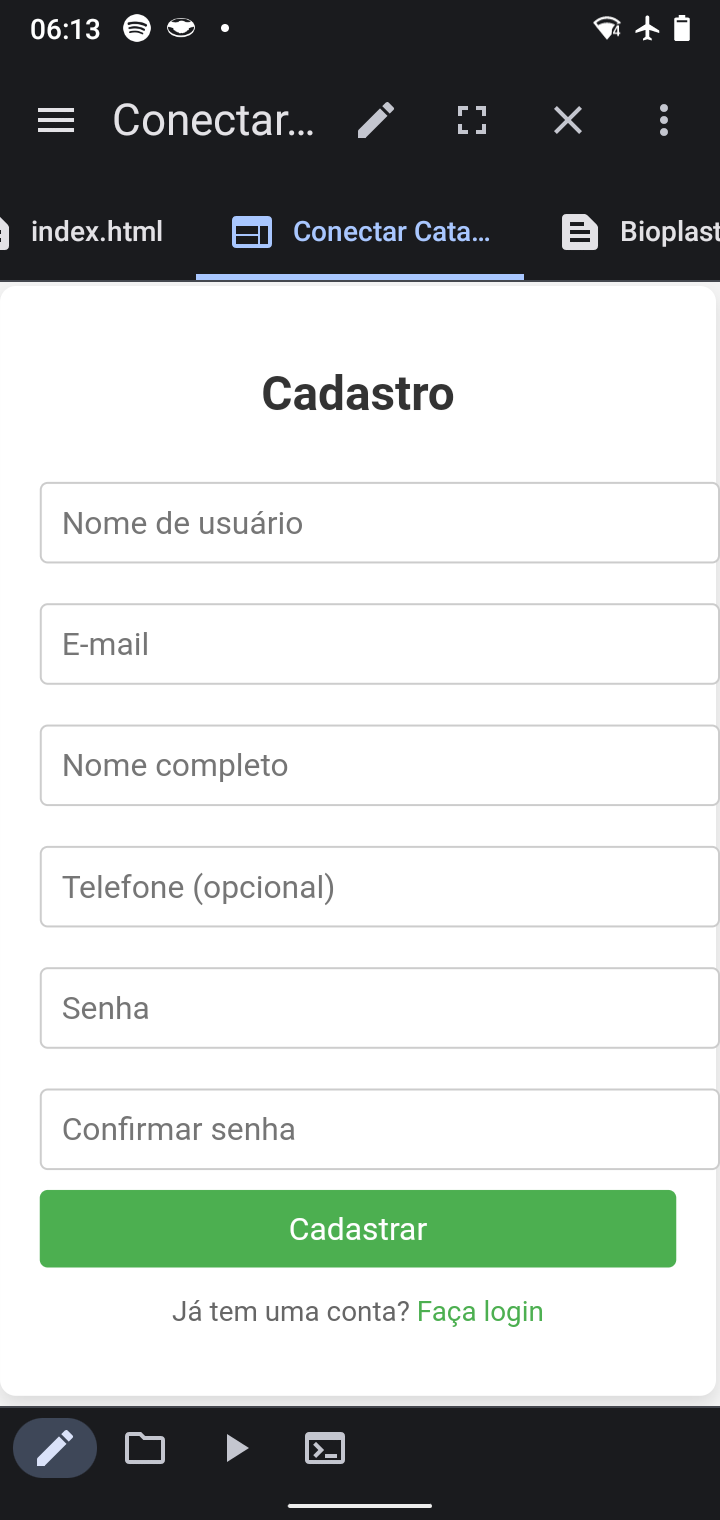 06:13
Conectar...
index.html
Conectar Cata...
Bioplast
Cadastro
Nome de usuário
E-mail
Nome completo
Telefone (opcional)
Senha
Confirmar senha
Cadastrar
Já tem uma conta? Faça login